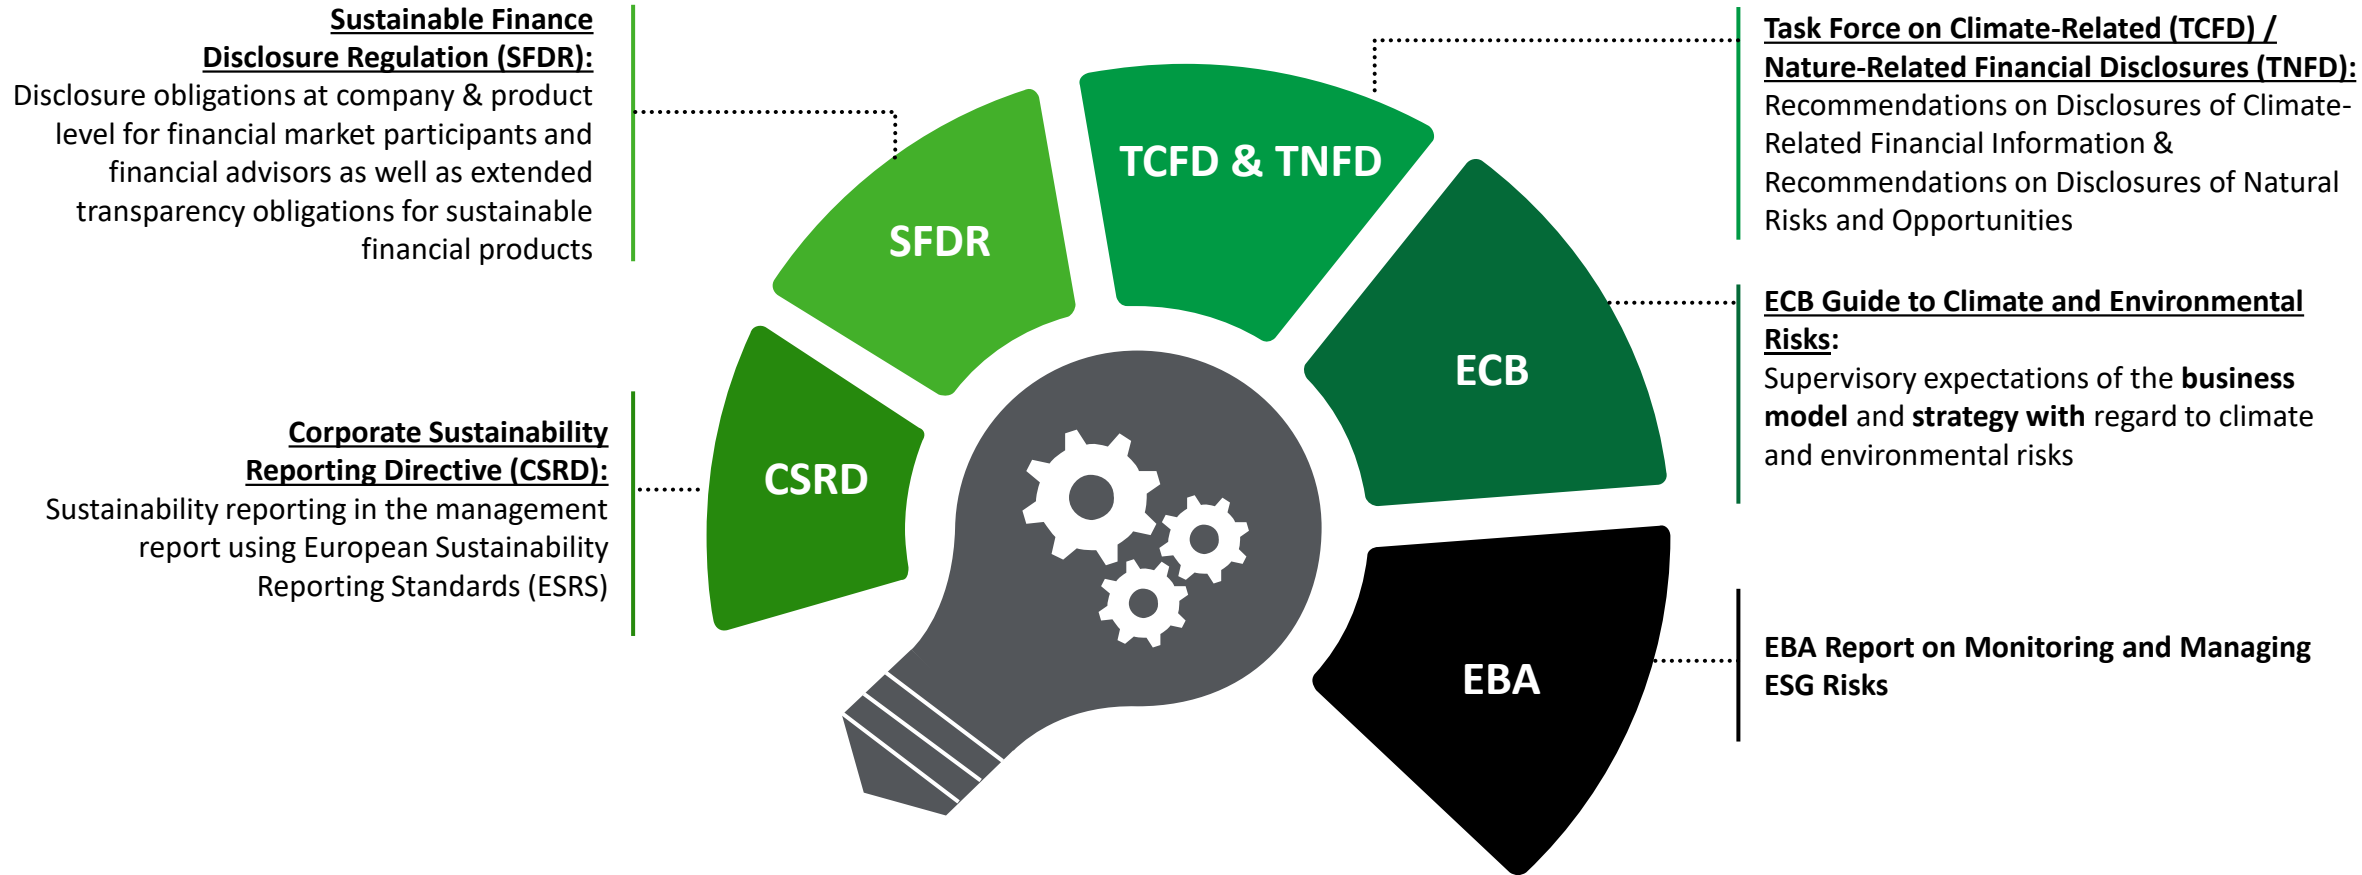 Sustainable Finance
Disclosure Regulation (SFDR):
Disclosure obligations at company & product
level for financial market participants and
financial advisors as well as extended
transparency obligations for sustainable
financial products
Corporate Sustainability
Reporting Directive (CSRD):
Sustainability reporting in the management
report using European Sustainability
Reporting Standards (ESRS)
CSRD
SFDR
TCFD & TNFD
ECB
EBA
Task Force on Climate-Related (TCFD) /
Nature-Related Financial Disclosures (TNFD):
Recommendations on Disclosures of Climate-
Related Financial Information &
Recommendations on Disclosures of Natural
Risks and Opportunities
ECB Guide to Climate and Environmental
Risks:
Supervisory expectations of the business
model and strategy with regard to climate
and environmental risks
EBA Report on Monitoring and Managing
ESG Risks